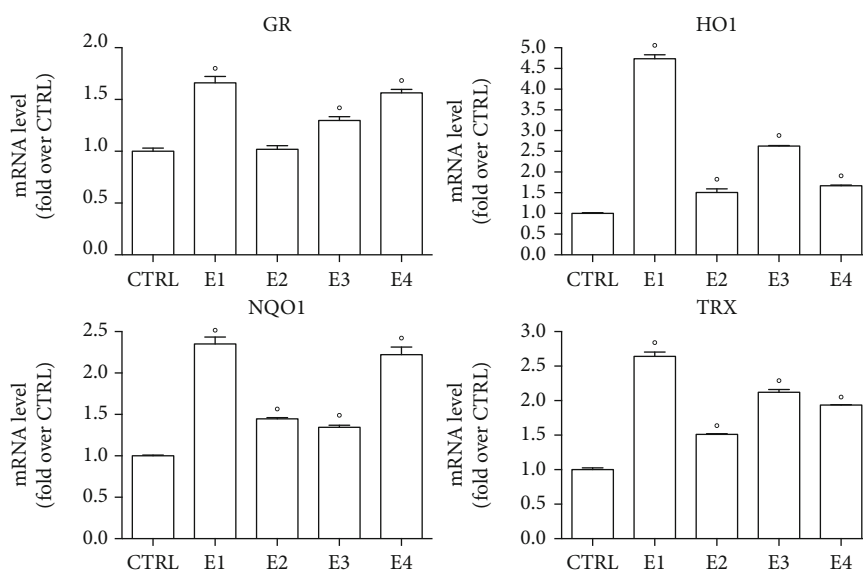 GR
mRNA level
(fold over CTRL)
2.0
1.5
1.0
0.5
0.0
CTRL E1 E2 E3 E4
HO1
mRNA level
(fold over CTRL)
5.0
4.5
4.0
3.5
3.0
2.5
2.0
1.5
1.0
0.5
0.0
CTRL E1 E2 E3 E4
NQO1
mRNA level
(fold over CTRL)
2.5
2.0
1.5
1.0
0.5
0.0
CTRL E1 E2 E3 E4
TRX
mRNA level
(fold over CTRL)
3.0
2.5
2.0
1.5
1.0
0.5
0.0
CTRL E1 E2 E3 E4